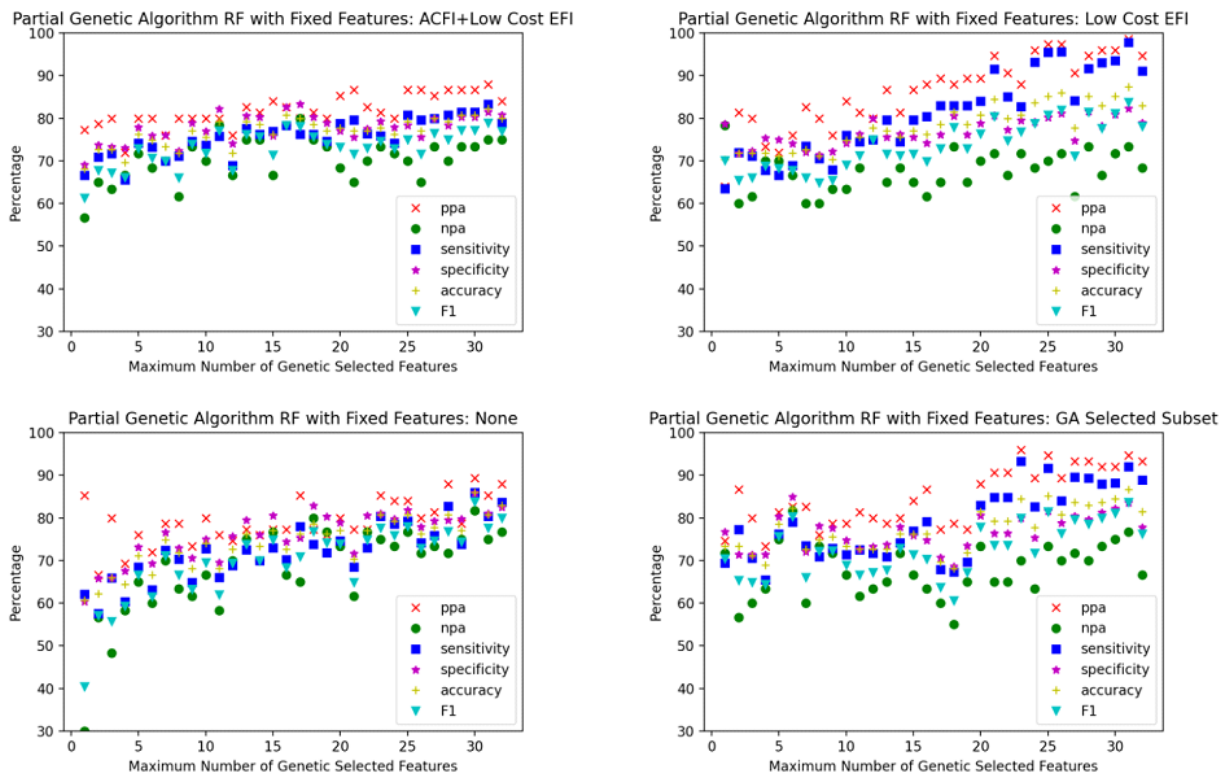 Partial Genetic Algorithm RF with Fixed Features: ACFI+Low Cost EFI
100
90
80
70
60
50
40
30
Percentage
ppa
npa
sensitivity
specificity
accuracy
F1
0 5 10 15 20 25 30
Maximum Number of Genetic Selected Features
Partial Genetic Algorithm RF with Fixed Features: Low Cost EFI
100
90
80
70
60
50
40
30
Percentage
ppa
npa
sensitivity
specificity
accuracy
F1
0 5 10 15 20 25 30
Maximum Number of Genetic Selected Features
Partial Genetic Algorithm RF with Fixed Features: None
100
90
80
70
60
50
40
30
Percentage
ppa
npa
sensitivity
specificity
accuracy
F1
0 5 10 15 20 25 30
Maximum Number of Genetic Selected Features
Partial Genetic Algorithm RF with Fixed Features: GA Selected Subset
100
90
80
70
60
50
40
30
Percentage
ppa
npa
sensitivity
specificity
accuracy
F1
0 5 10 15 20 25 30
Maximum Number of Genetic Selected Features